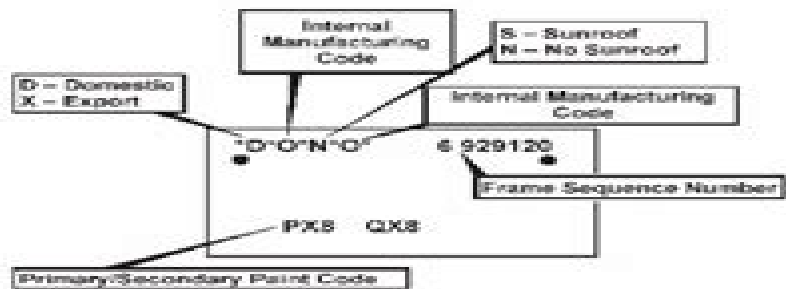 Internal
Manufacturing
Code
S – Sunroof
N – No Sunroof
D – Domestic
X – Export
Internal Manufacturing
Code
"D"O"N"O"
6 929120
Frame Sequence Number
PX8 QX8
Primary/Secondary Paint Code